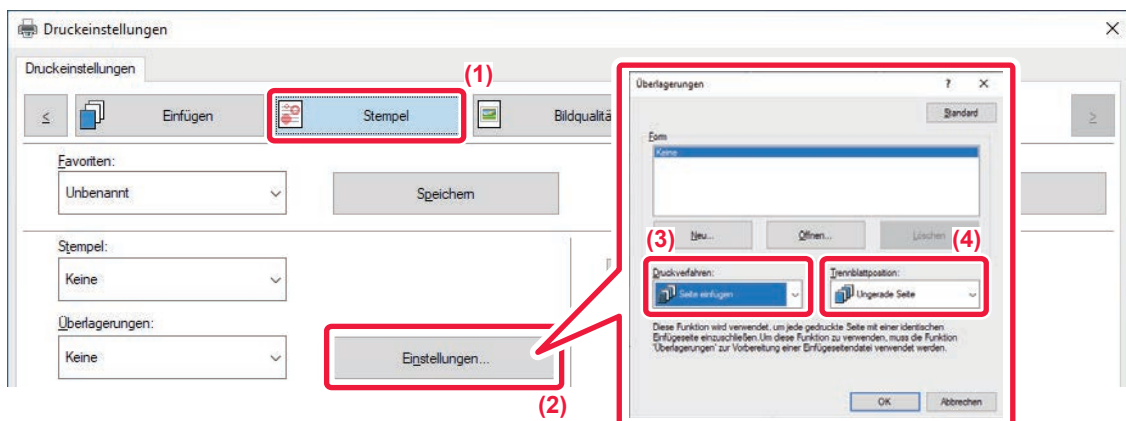 Druckeinstellungen
Druckeinstellungen
(1)
≤ Einfügen Stempel Bildqualitä ≥
Favoriten:
Unbenannt Speichern
Stempel:
Keine
Überlagerungen:
Keine Einstellungen...
(2)
Überlagerungen ? ×
Standard
Form
Keine
Neu... Öffnen... Löschen
(3) (4)
Druckverfahren: Trennblattposition:
Seite einfügen Ungerade Seite
Diese Funktion wird verwendet, um jede gedruckte Seite mit einer identischen
Einfügeseite einzuschließen.Um diese Funktion zu verwenden, muss die Funktion
'Überlagerungen' zur Vorbereitung einer Einfügeseitendatei verwendet werden.
OK Abbrechen